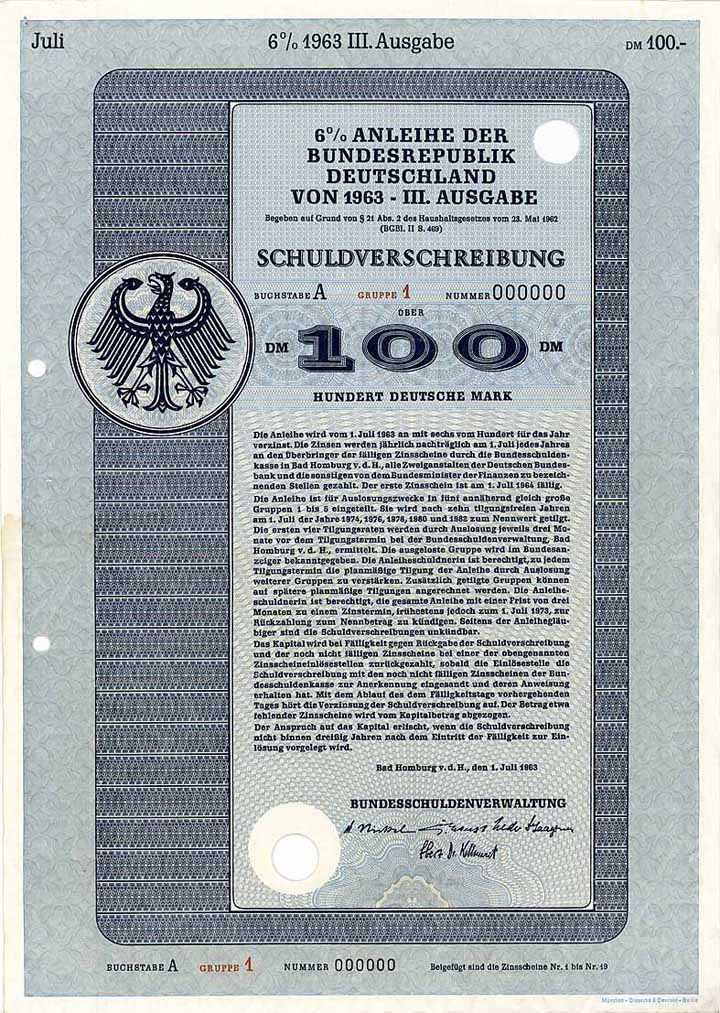 Juli 6% 1963 III. Ausgabe DM 100.-
6% ANLEIHE DER
BUNDESREPUBLIK
DEUTSCHLAND
VON 1963 - III. AUSGABE
Begeben auf Grund von § 21 Abs. 2 des Haushaltsgesetzes vom 23. Mai 1962
(BGBl. II S. 469)
SCHULDVERSCHREIBUNG
BUCHSTABE A GRUPPE 1 NUMMER 000000
ÜBER
DM 100 DM
HUNDERT DEUTSCHE MARK
Die Anleihe wird vom 1. Juli 1963 an mit sechs vom Hundert für das Jahr
verzinst. Die Zinsen werden jährlich nachträglich am 1. Juli jedes Jahres
an den Überbringer der fälligen Zinsscheine durch die Bundesschulden-
kasse in Bad Homburg v. d. H., alle Zweiganstalten der Deutschen Bundes-
bank und die sonstigen von dem Bundesminister der Finanzen zu bezeich-
nenden Stellen gezahlt. Der erste Zinsschein ist am 1. Juli 1964 fällig.
Die Anleihe ist für Auslosungszwecke in fünf annähernd gleich große
Gruppen 1 bis 5 eingeteilt. Sie wird nach zehn tilgungsfreien Jahren
am 1. Juli der Jahre 1974, 1976, 1978, 1980 und 1982 zum Nennwert getilgt.
Die ersten vier Tilgungsraten werden durch Auslosung jeweils drei Mo-
nate vor dem Tilgungstermin bei der Bundesschuldenverwaltung, Bad
Homburg v. d. H., ermittelt. Die ausgeloste Gruppe wird im Bundesan-
zeiger bekanntgegeben. Die Anleiheschuldnerin ist berechtigt, zu jedem
Tilgungstermin die planmäßige Tilgung der Anleihe durch Auslosung
weiterer Gruppen zu verstärken. Zusätzlich getilgte Gruppen können
auf spätere planmäßige Tilgungen angerechnet werden. Die Anleihe-
schuldnerin ist berechtigt, die gesamte Anleihe mit einer Frist von drei
Monaten zu einem Zinstermin, frühestens jedoch zum 1. Juli 1973, zur
Rückzahlung zum Nennbetrag zu kündigen. Seitens der Anleihegläu-
biger sind die Schuldverschreibungen unkündbar.
Das Kapital wird bei Fälligkeit gegen Rückgabe der Schuldverschreibung
und der noch nicht fälligen Zinsscheine bei einer der obengenannten
Zinsscheineinlösestellen zurückgezahlt, sobald die Einlösestelle die
Schuldverschreibung mit den noch nicht fälligen Zinsscheinen der Bun-
desschuldenkasse zur Anerkennung eingesandt und deren Anweisung
erhalten hat. Mit dem Ablauf des dem Fälligkeitstage vorhergehenden
Tages hört die Verzinsung der Schuldverschreibung auf. Der Betrag etwa
fehlender Zinsscheine wird vom Kapitalbetrag abgezogen.
Der Anspruch auf das Kapital erlischt, wenn die Schuldverschreibung
nicht binnen dreißig Jahren nach dem Eintritt der Fälligkeit zur Ein-
lösung vorgelegt wird.
Bad Homburg v. d. H., den 1. Juli 1963
BUNDESSCHULDENVERWALTUNG
BUCHSTABE A GRUPPE 1 NUMMER 000000 Beigefügt sind die Zinsscheine Nr. 1 bis Nr. 19
München - Giesecke & Devrient - Berlin